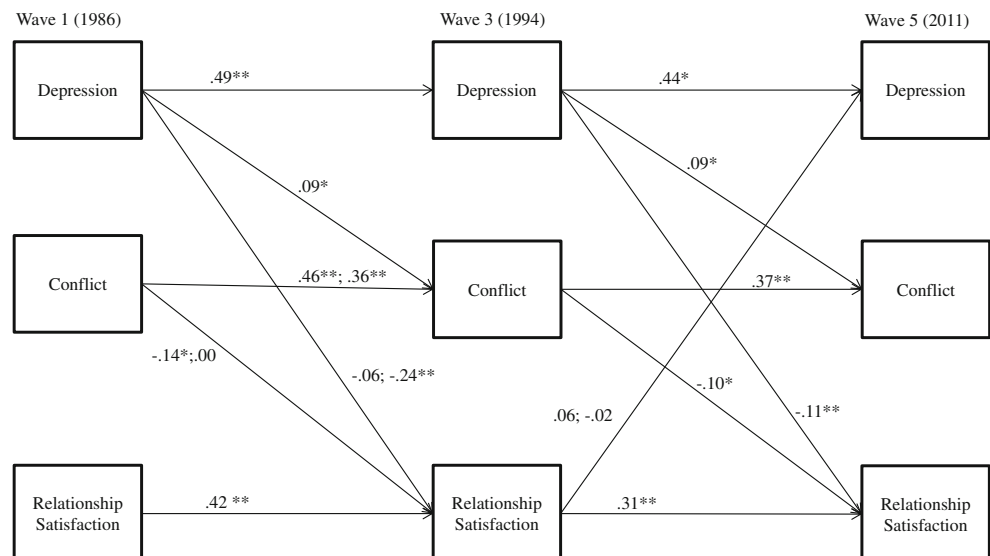 Wave 1 (1986)
Wave 3 (1994)
Wave 5 (2011)
Depression
.49**
Depression
.44*
Depression
.09*
.09*
Conflict
.46**; .36**
Conflict
.37**
Conflict
-.14*;.00
-.06; -.24**
.06; -.02
-.10*
-.11**
Relationship
Satisfaction
.42 **
Relationship
Satisfaction
.31**
Relationship
Satisfaction